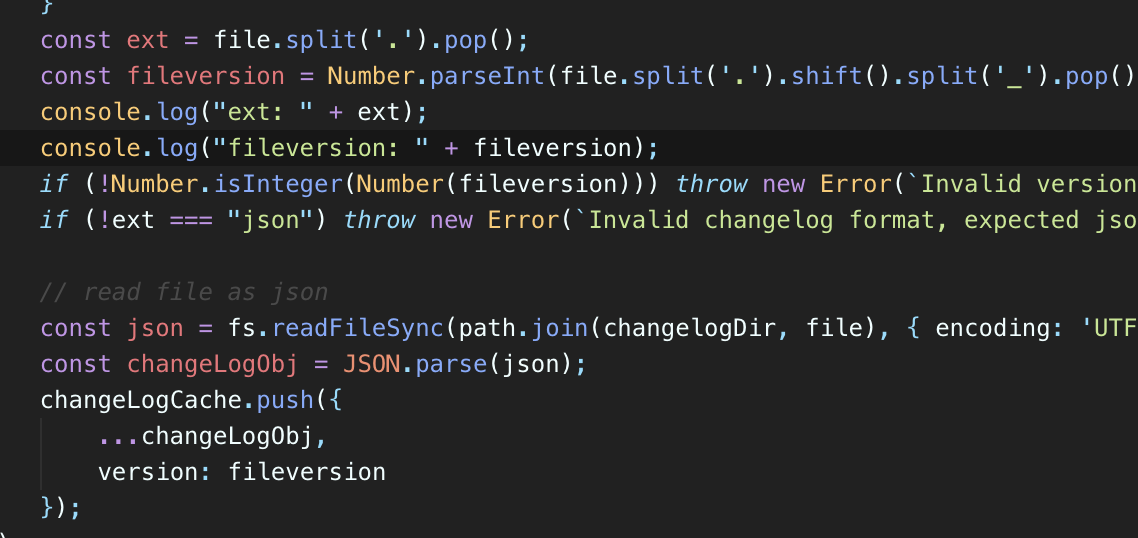 }
const ext = file.split('.').pop();
const fileversion = Number.parseInt(file.split('.').shift().split('_').pop()
console.log("ext: " + ext);
console.log("fileversion: " + fileversion);
if (!Number.isInteger(Number(fileversion))) throw new Error(`Invalid version
if (!ext === "json") throw new Error(`Invalid changelog format, expected jso
// read file as json
const json = fs.readFileSync(path.join(changelogDir, file), { encoding: 'UTF
const changeLogObj = JSON.parse(json);
changeLogCache.push({
...changeLogObj,
version: fileversion
});